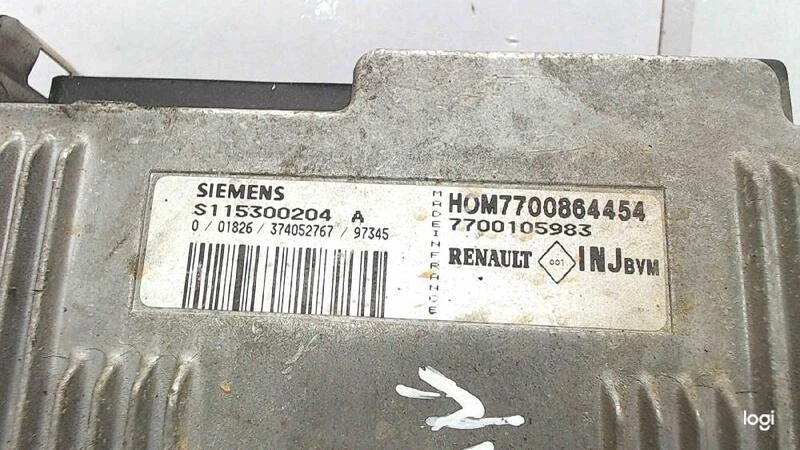 SIEMENS
S115300204 A
0 / 01826 / 374052767 / 97345
MADE IN FRANCE
HOM7700864454
7700105983
RENAULT 001 INJ BVM
logi